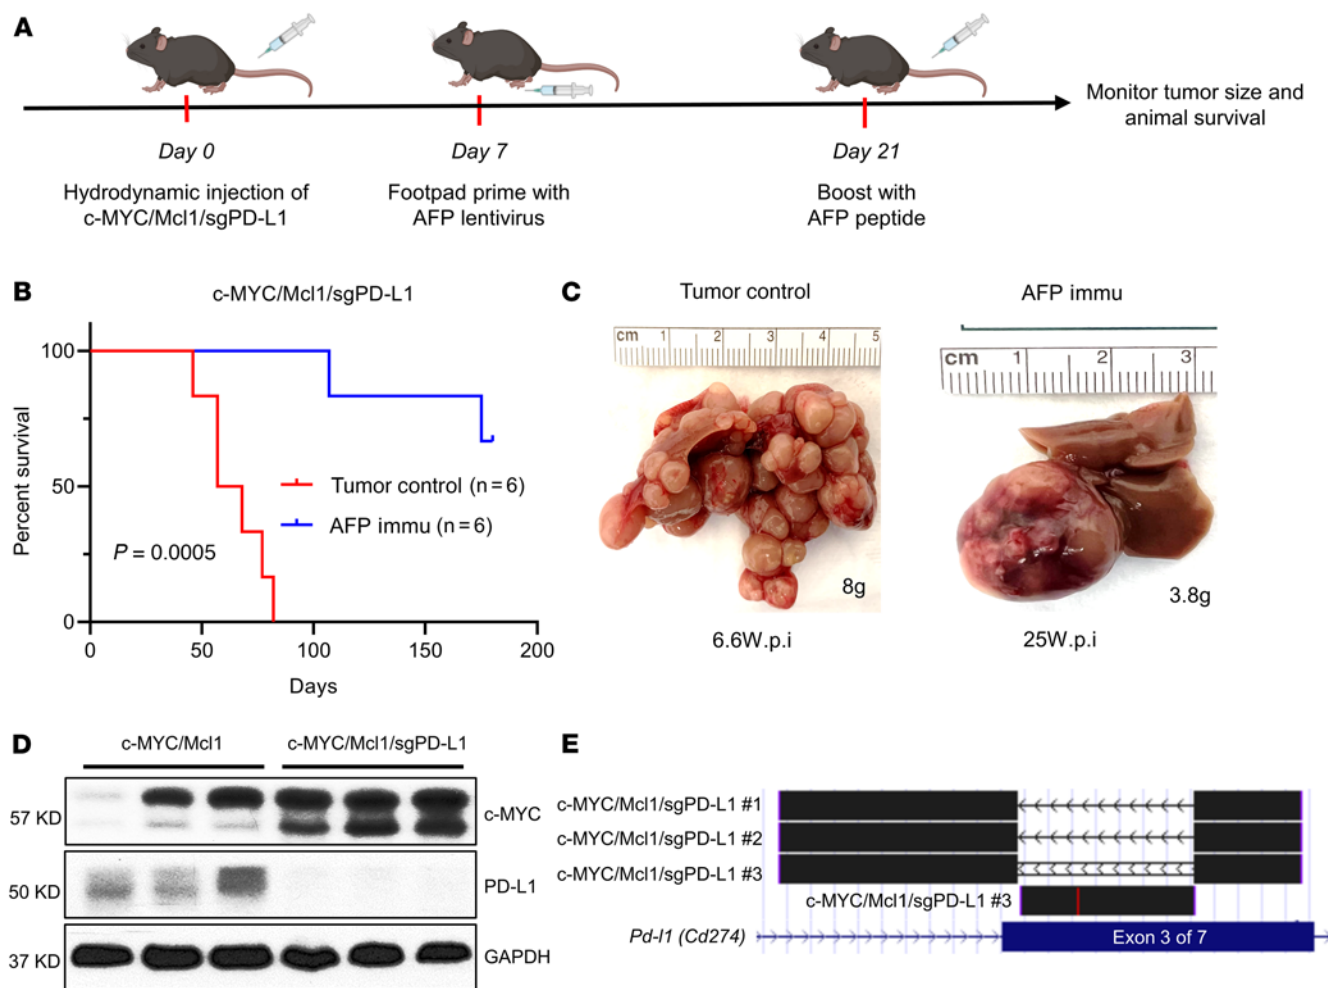 A
Monitor tumor size and
animal survival
Day 0
Day 7
Day 21
Hydrodynamic injection of
c-MYC/Mcl1/sgPD-L1
Footpad prime with
AFP lentivirus
Boost with
AFP peptide
B
c-MYC/Mcl1/sgPD-L1
Percent survival
100
50
0
Tumor control (n = 6)
AFP immu (n = 6)
P = 0.0005
0 50 100 150 200
Days
C
Tumor control
AFP immu
cm 1 2 3 4 5
cm 1 2 3
8g
3.8g
6.6W.p.i
25W.p.i
D
c-MYC/Mcl1
c-MYC/Mcl1/sgPD-L1
57 KD
c-MYC
50 KD
PD-L1
37 KD
GAPDH
E
c-MYC/Mcl1/sgPD-L1 #1
c-MYC/Mcl1/sgPD-L1 #2
c-MYC/Mcl1/sgPD-L1 #3
c-MYC/Mcl1/sgPD-L1 #3
Pd-l1 (Cd274)
Exon 3 of 7